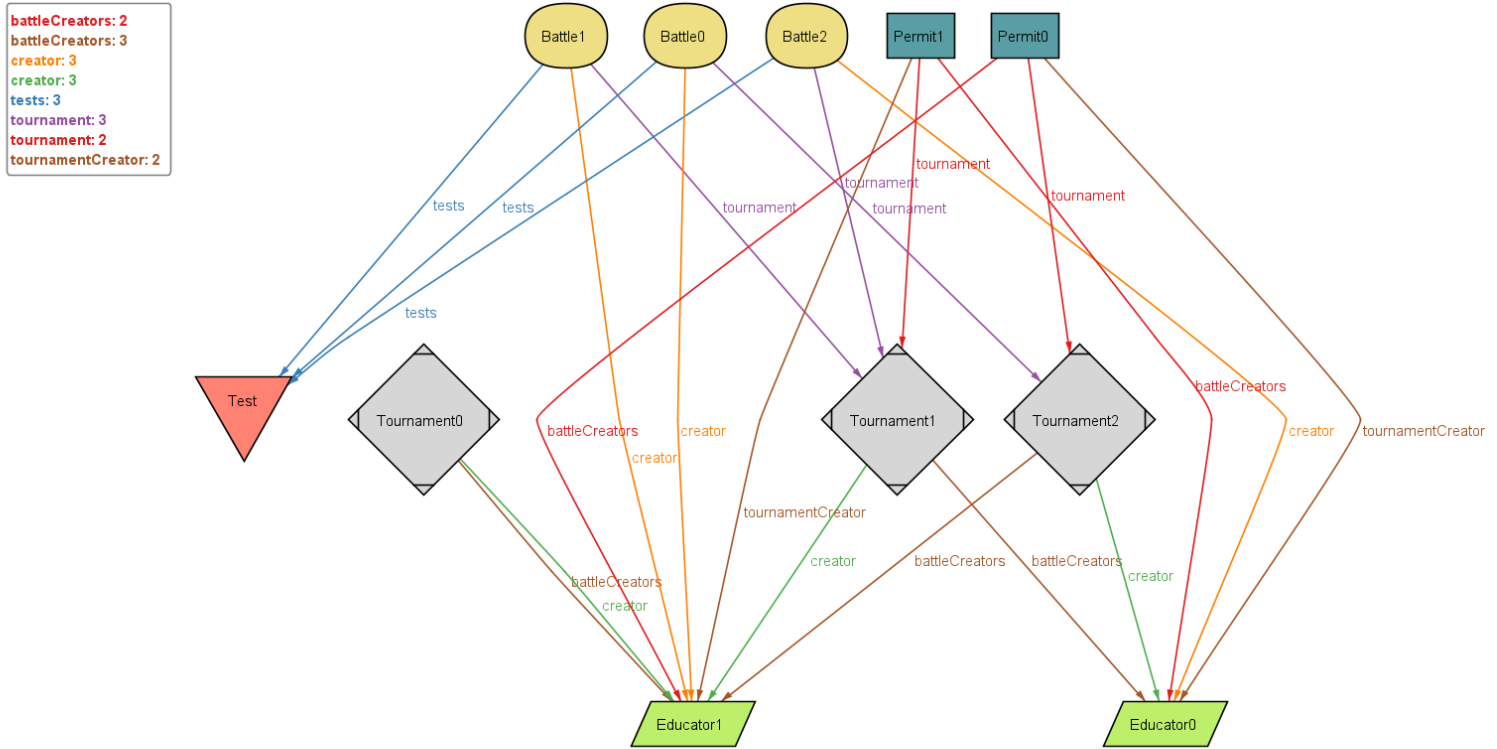 battleCreators: 2
battleCreators: 3
creator: 3
creator: 3
tests: 3
tournament: 3
tournament: 2
tournamentCreator: 2
Battle1
Battle0
Battle2
Permit1
Permit0
tournament
tournament
tournament
tests
tests
tournament
tournament
tests
battleCreators
Test
Tournament0
Tournament1
Tournament2
battleCreators
creator
creator
tournamentCreator
creator
tournamentCreator
creator
battleCreators
battleCreators
battleCreators
creator
creator
Educator1
Educator0